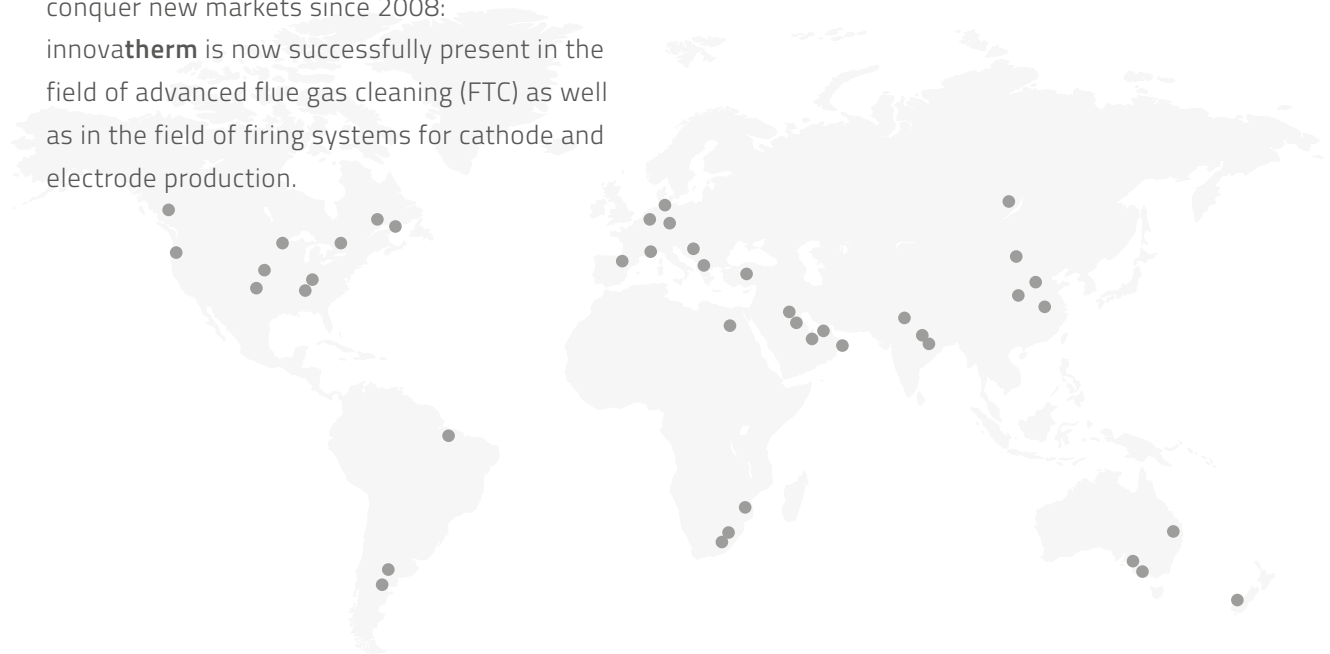 conquer new markets since 2008:
innovatherm is now successfully present in the
field of advanced flue gas cleaning (FTC) as well
as in the field of firing systems for cathode and
electrode production.